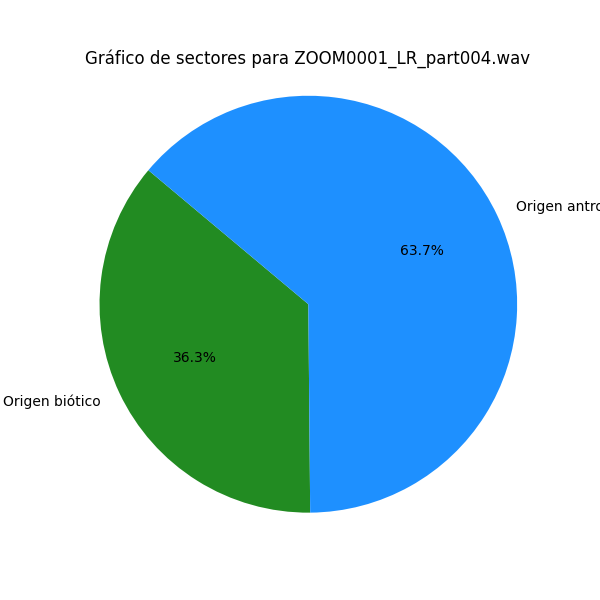 Gráfico de sectores para ZOOM0001_LR_part004.wav
Origen antro
63.7%
36.3%
Origen biótico